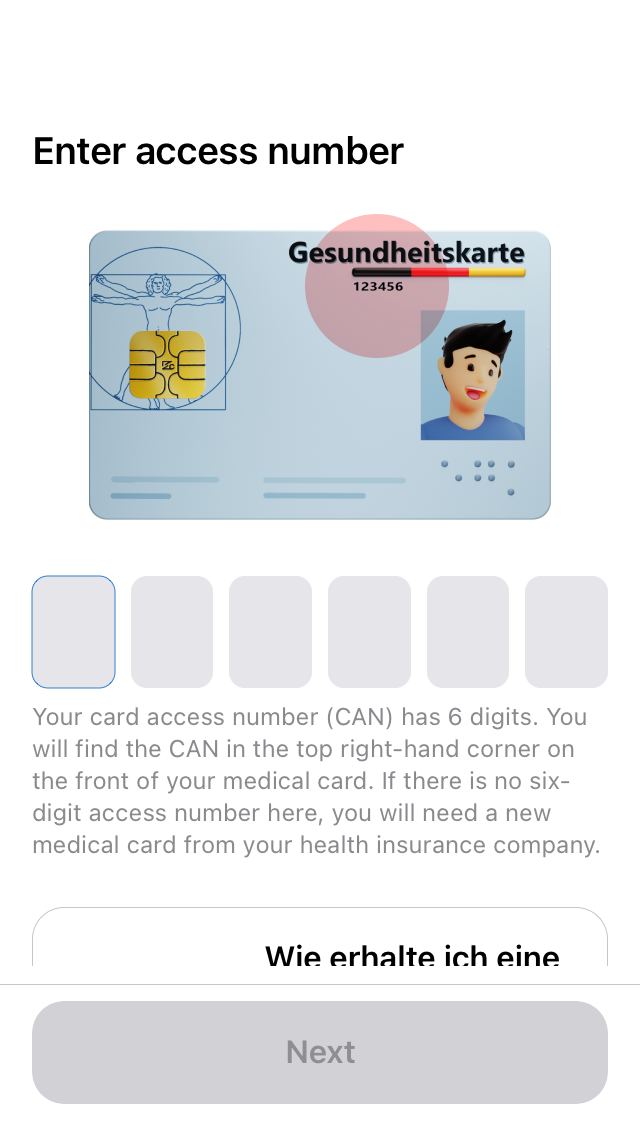 Enter access number
Gesundheitskarte
123456
Your card access number (CAN) has 6 digits. You
will find the CAN in the top right-hand corner on
the front of your medical card. If there is no six-
digit access number here, you will need a new
medical card from your health insurance company.
Wie erhalte ich eine
Next